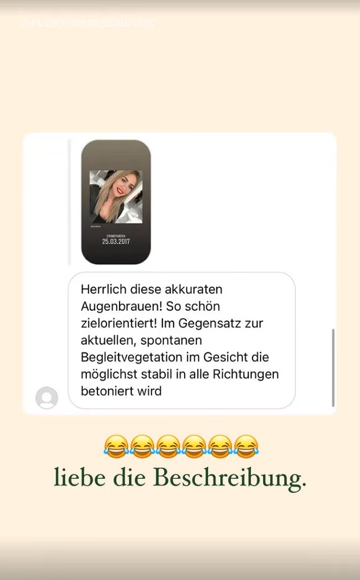 25.03.2017
Herrlich diese akkuraten
Augenbrauen! So schön
zielorientiert! Im Gegensatz zur
aktuellen, spontanen
Begleitvegetation im Gesicht die
möglichst stabil in alle Richtungen
betoniert wird
😂😂😂😂😂😂
liebe die Beschreibung.